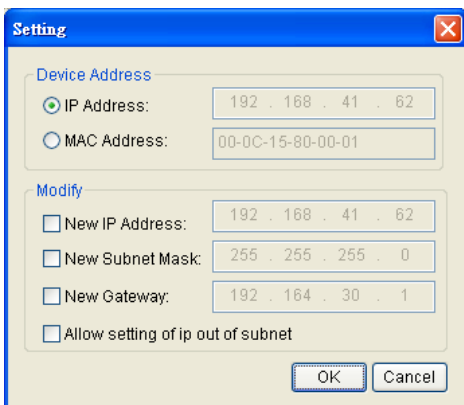 Setting
Device Address
IP Address: 192 . 168 . 41 . 62
MAC Address: 00-0C-15-80-00-01
Modify
New IP Address: 192 . 168 . 41 . 62
New Subnet Mask: 255 . 255 . 255 . 0
New Gateway: 192 . 164 . 30 . 1
Allow setting of ip out of subnet
OK Cancel